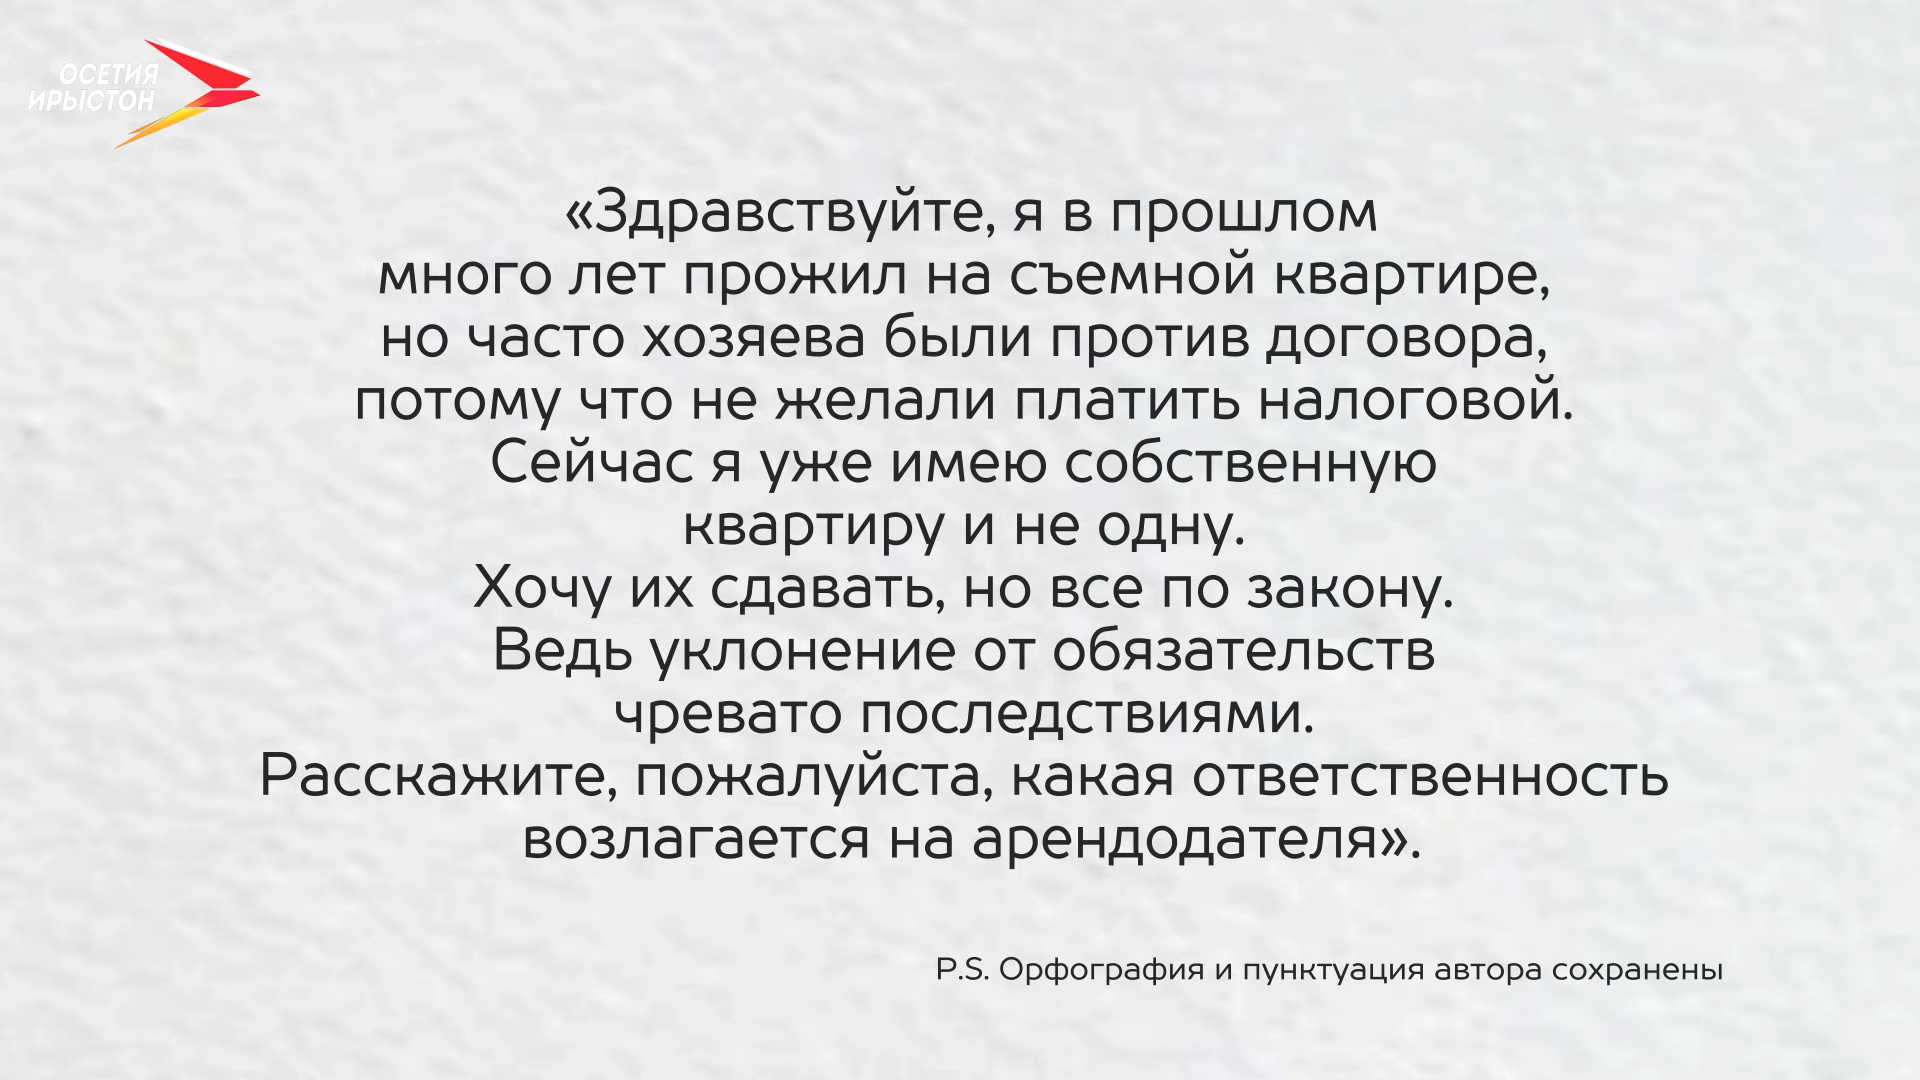 ОСЕТИЯ
ИРЫСТОН
«Здравствуйте, я в прошлом
много лет прожил на съемной квартире,
но часто хозяева были против договора,
потому что не желали платить налоговой.
Сейчас я уже имею собственную
квартиру и не одну.
Хочу их сдавать, но все по закону.
Ведь уклонение от обязательств
чревато последствиями.
Расскажите, пожалуйста, какая ответственность
возлагается на арендодателя».
P.S. Орфография и пунктуация автора сохранены